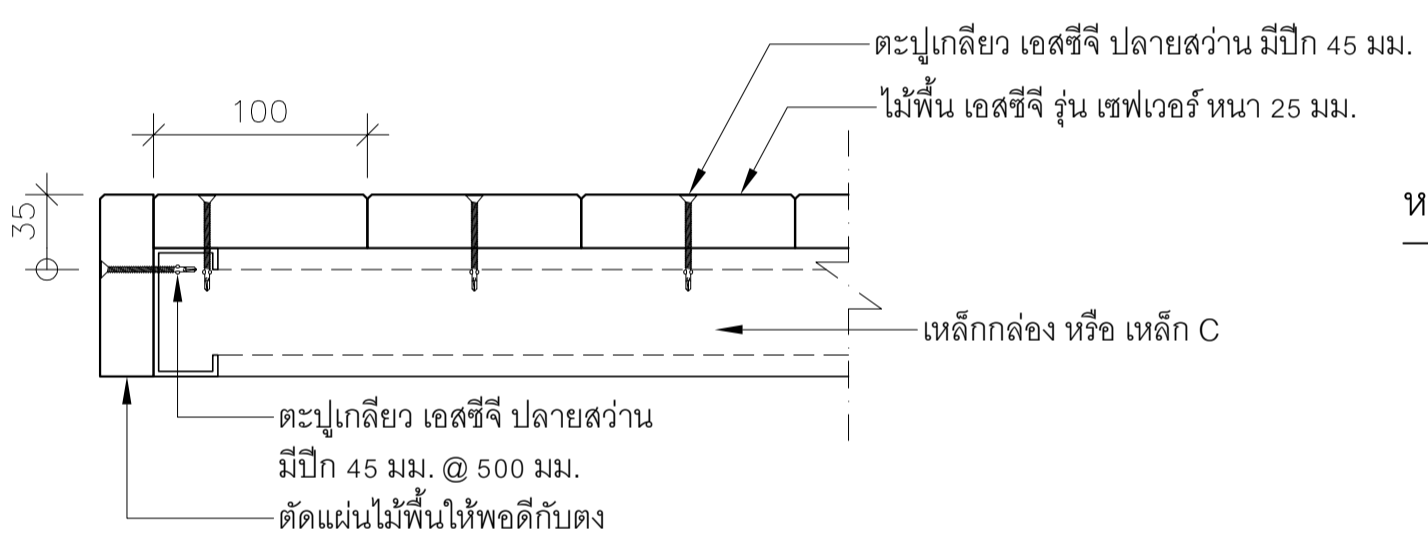 ตะปูเกลียว เอสซีจี ปลายสว่าน มีปีก 45 มม.
100
ไม้พื้น เอสซีจี รุ่น เซฟเวอร์ หนา 25 มม.
35
ห
เหล็กกล่อง หรือ เหล็ก C
ตะปูเกลียว เอสซีจี ปลายสว่าน
มีปีก 45 มม. @ 500 มม.
ตัดแผ่นไม้พื้นให้พอดีกับตง